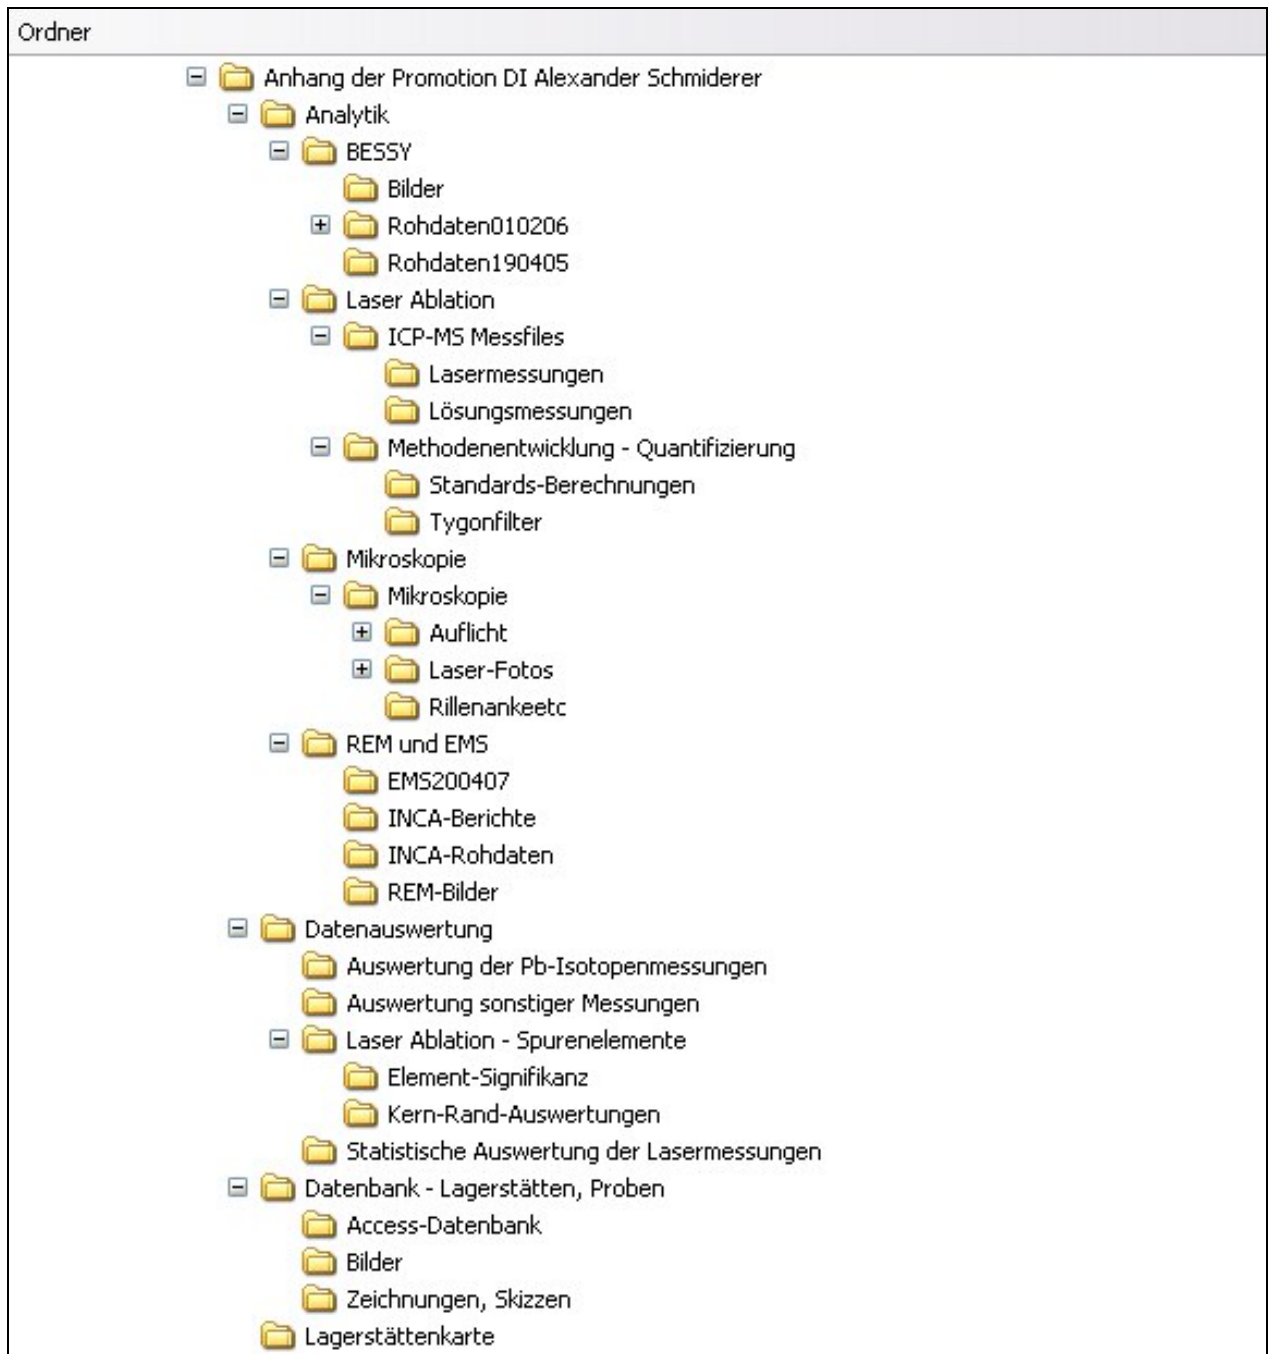 Ordner
Anhang der Promotion DI Alexander Schmiderer
Analytik
BESSY
Bilder
Rohdaten010206
Rohdaten190405
Laser Ablation
ICP-MS Messfiles
Lasermessungen
Lösungsmessungen
Methodenentwicklung - Quantifizierung
Standards-Berechnungen
Tygonfilter
Mikroskopie
Mikroskopie
Auflicht
Laser-Fotos
Rillenankeetc
REM und EMS
EMS200407
INCA-Berichte
INCA-Rohdaten
REM-Bilder
Datenauswertung
Auswertung der Pb-Isotopenmessungen
Auswertung sonstiger Messungen
Laser Ablation - Spurenelemente
Element-Signifikanz
Kern-Rand-Auswertungen
Statistische Auswertung der Lasermessungen
Datenbank - Lagerstätten, Proben
Access-Datenbank
Bilder
Zeichnungen, Skizzen
Lagerstättenkarte